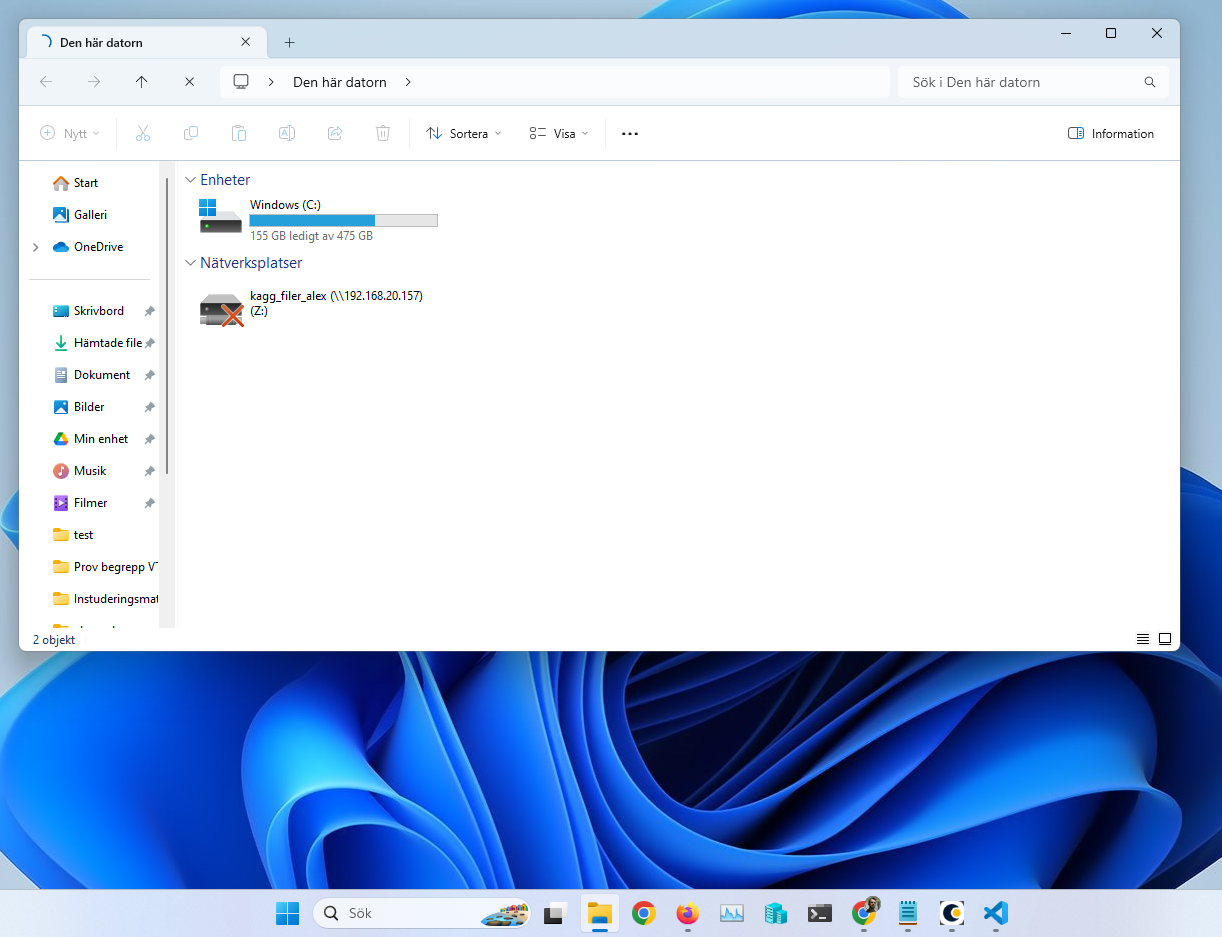 Den här datorn
Den här datorn
Sök i Den här datorn
Nytt
Sortera
Visa
Information
Start
Galleri
OneDrive
Skrivbord
Hämtade file
Dokument
Bilder
Min enhet
Musik
Filmer
test
Prov begrepp VT
Instuderingsmat
Enheter
Windows (C:)
155 GB ledigt av 475 GB
Nätverksplatser
kagg_filer_alex (\\192.168.20.157)
(Z:)
2 objekt
Sök